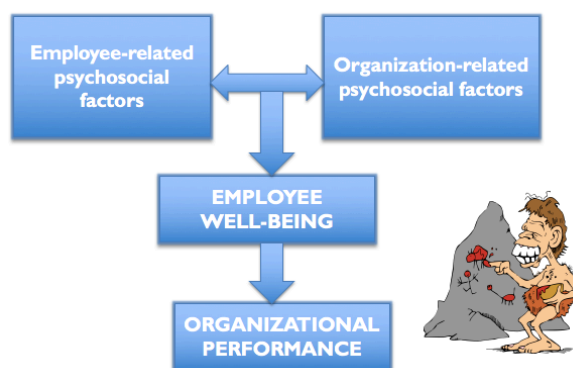 Employee-related
psychosocial
factors
Organization-related
psychosocial factors
EMPLOYEE
WELL-BEING
ORGANIZATIONAL
PERFORMANCE